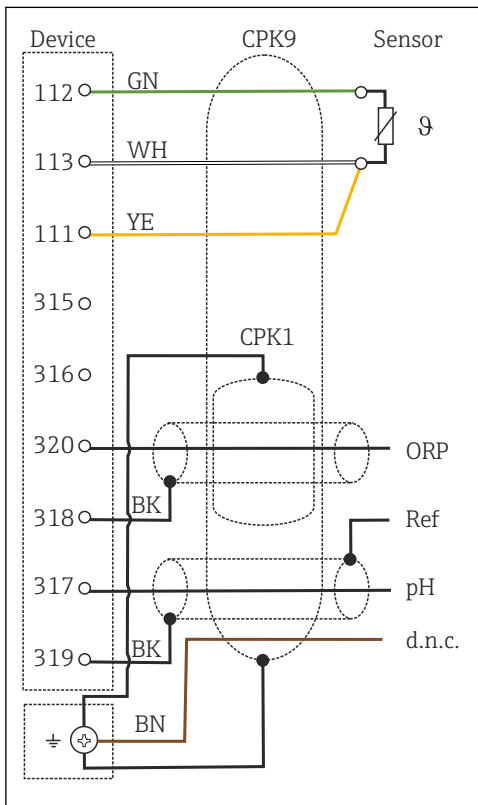 Device CPK9 Sensor
112 GN
ϑ
113 WH
111 YE
315
CPK1
316
320 ORP
318 BK
Ref
317 pH
d.n.c.
319 BK
BN